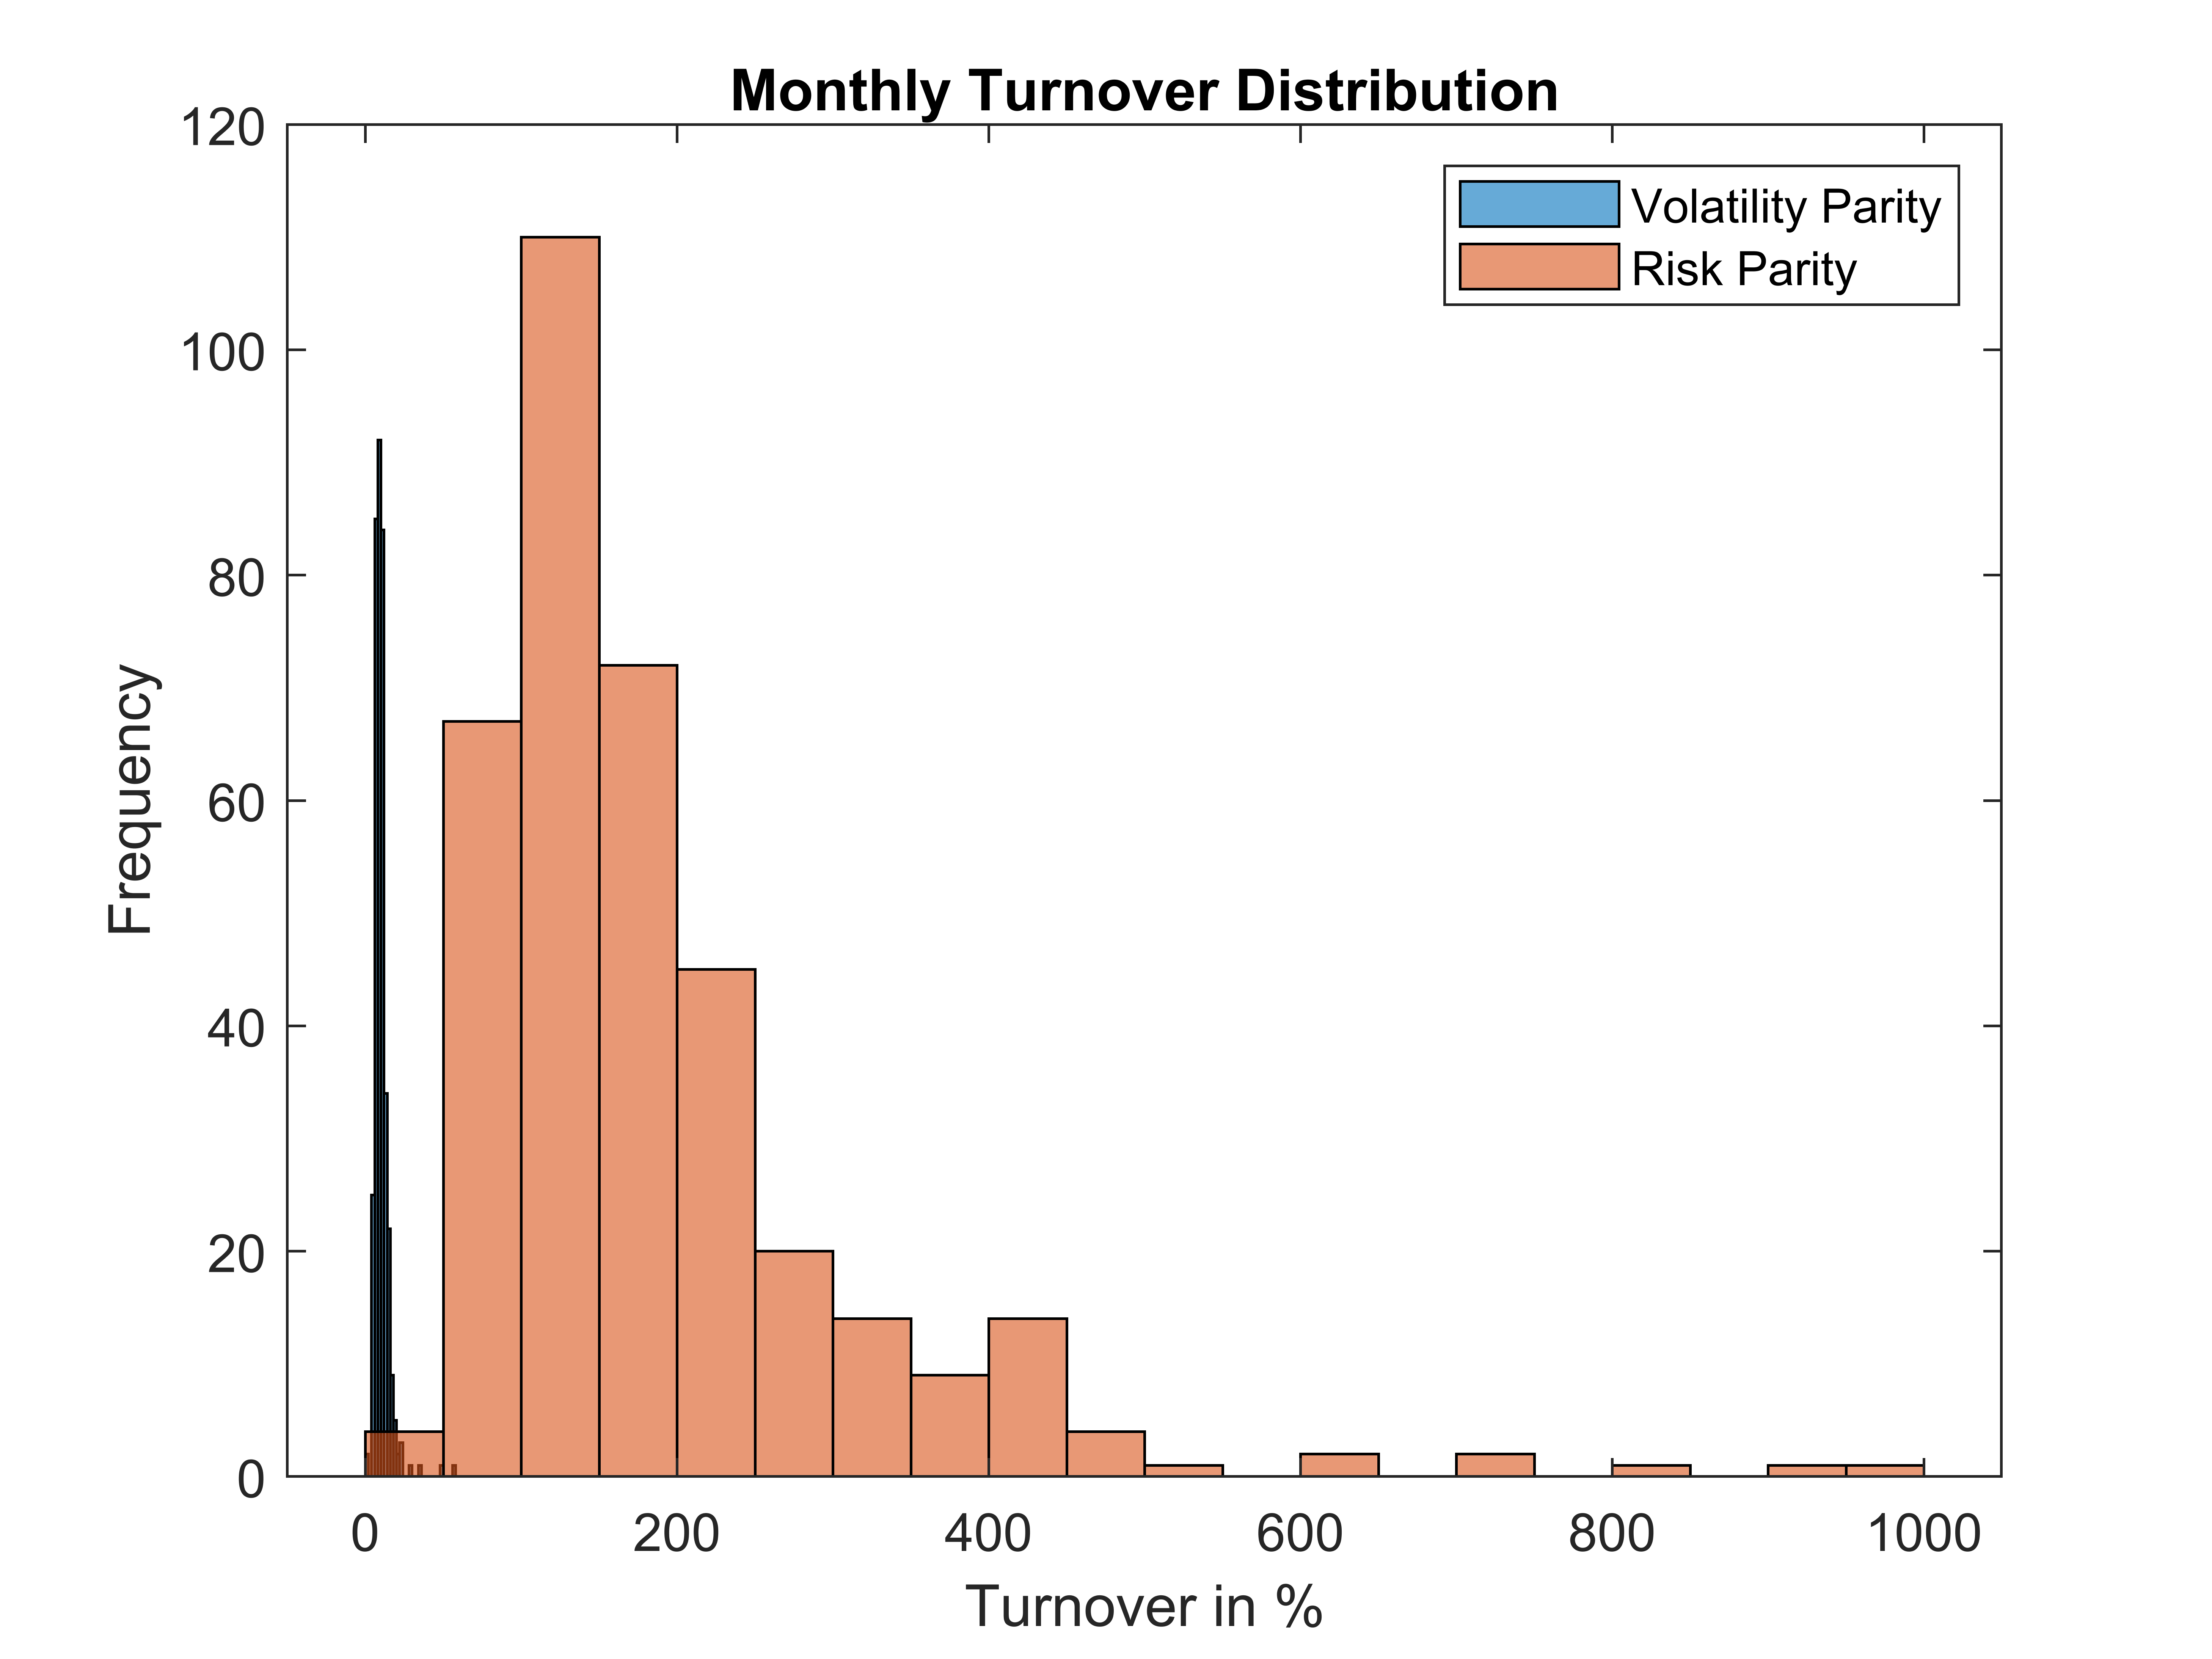 Monthly Turnover Distribution
120
100
80
60
40
20
0
Frequency
Volatility Parity
Risk Parity
0 200 400 600 800 1000
Turnover in %